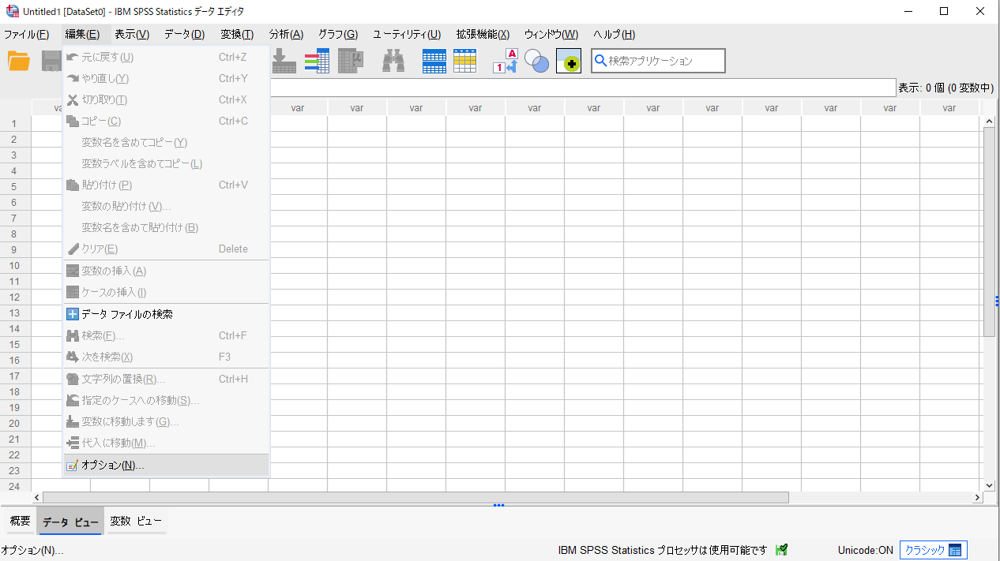 Untitled1 [DataSet0] - IBM SPSS Statistics データ エディタ
ファイル(F) 編集(E) 表示(V) データ(D) 変換(T) 分析(A) グラフ(G) ユーティリティ(U) 拡張機能(X) ウィンドウ(W) ヘルプ(H)
検索アプリケーション
表示: 0 個 (0 変数中)
var var var var var var var var var var var var
元に戻す(U) Ctrl+Z
やり直し(Y) Ctrl+Y
切り取り(T) Ctrl+X
コピー(C) Ctrl+C
変数名を含めてコピー(Y)
変数ラベルを含めてコピー(L)
貼り付け(P) Ctrl+V
変数の貼り付け(V)...
変数名を含めて貼り付け(B)
クリア(E) Delete
変数の挿入(A)
ケースの挿入(I)
データ ファイルの検索
検索(F)... Ctrl+F
次を検索(X) F3
文字列の置換(R)... Ctrl+H
指定のケースへの移動(S)...
変数に移動します(G)...
代入に移動(M)...
オプション(N)...
1
2
3
4
5
6
7
8
9
10
11
12
13
14
15
16
17
18
19
20
21
22
23
24
概要 データ ビュー 変数 ビュー
オプション(N)... IBM SPSS Statistics プロセッサは使用可能です Unicode:ON クラシック